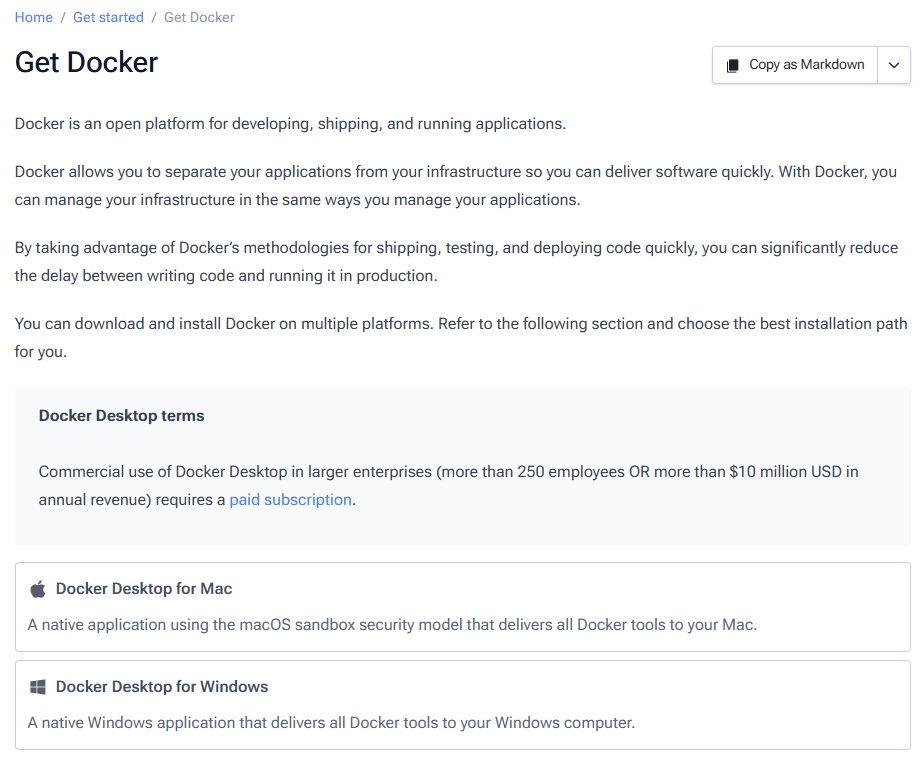 Home / Get started / Get Docker
Get Docker
Copy as Markdown
Docker is an open platform for developing, shipping, and running applications.
Docker allows you to separate your applications from your infrastructure so you can deliver software quickly. With Docker, you
can manage your infrastructure in the same ways you manage your applications.
By taking advantage of Docker’s methodologies for shipping, testing, and deploying code quickly, you can significantly reduce
the delay between writing code and running it in production.
You can download and install Docker on multiple platforms. Refer to the following section and choose the best installation path
for you.
Docker Desktop terms
Commercial use of Docker Desktop in larger enterprises (more than 250 employees OR more than $10 million USD in
annual revenue) requires a paid subscription.
Docker Desktop for Mac
A native application using the macOS sandbox security model that delivers all Docker tools to your Mac.
Docker Desktop for Windows
A native Windows application that delivers all Docker tools to your Windows computer.